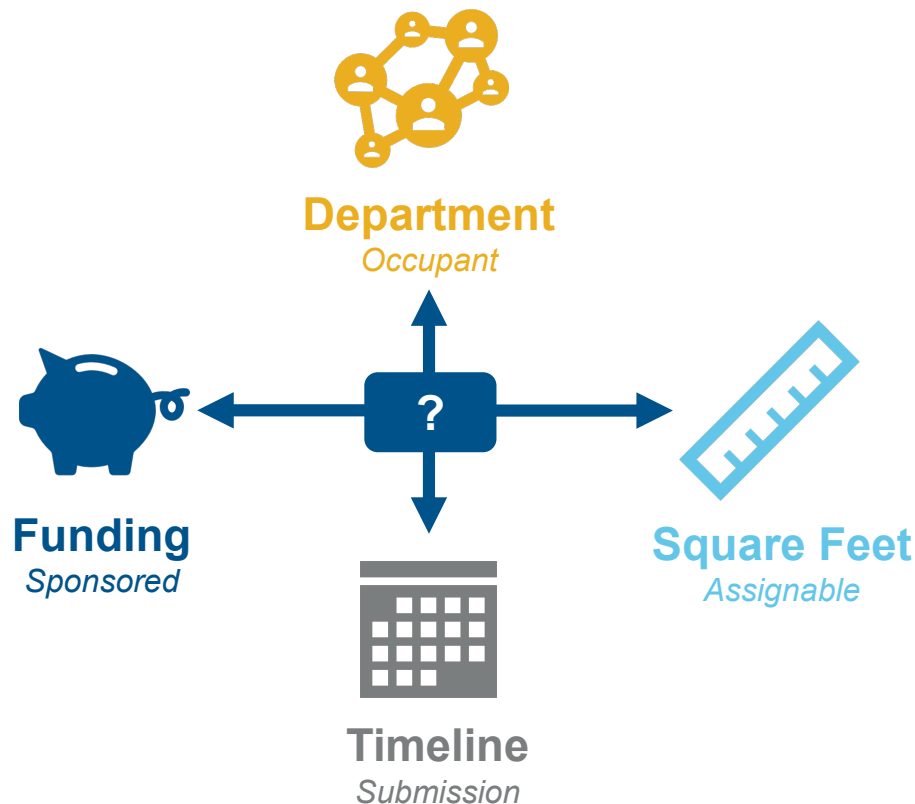 Department
Occupant
?
Funding
Sponsored
Square Feet
Assignable
Timeline
Submission